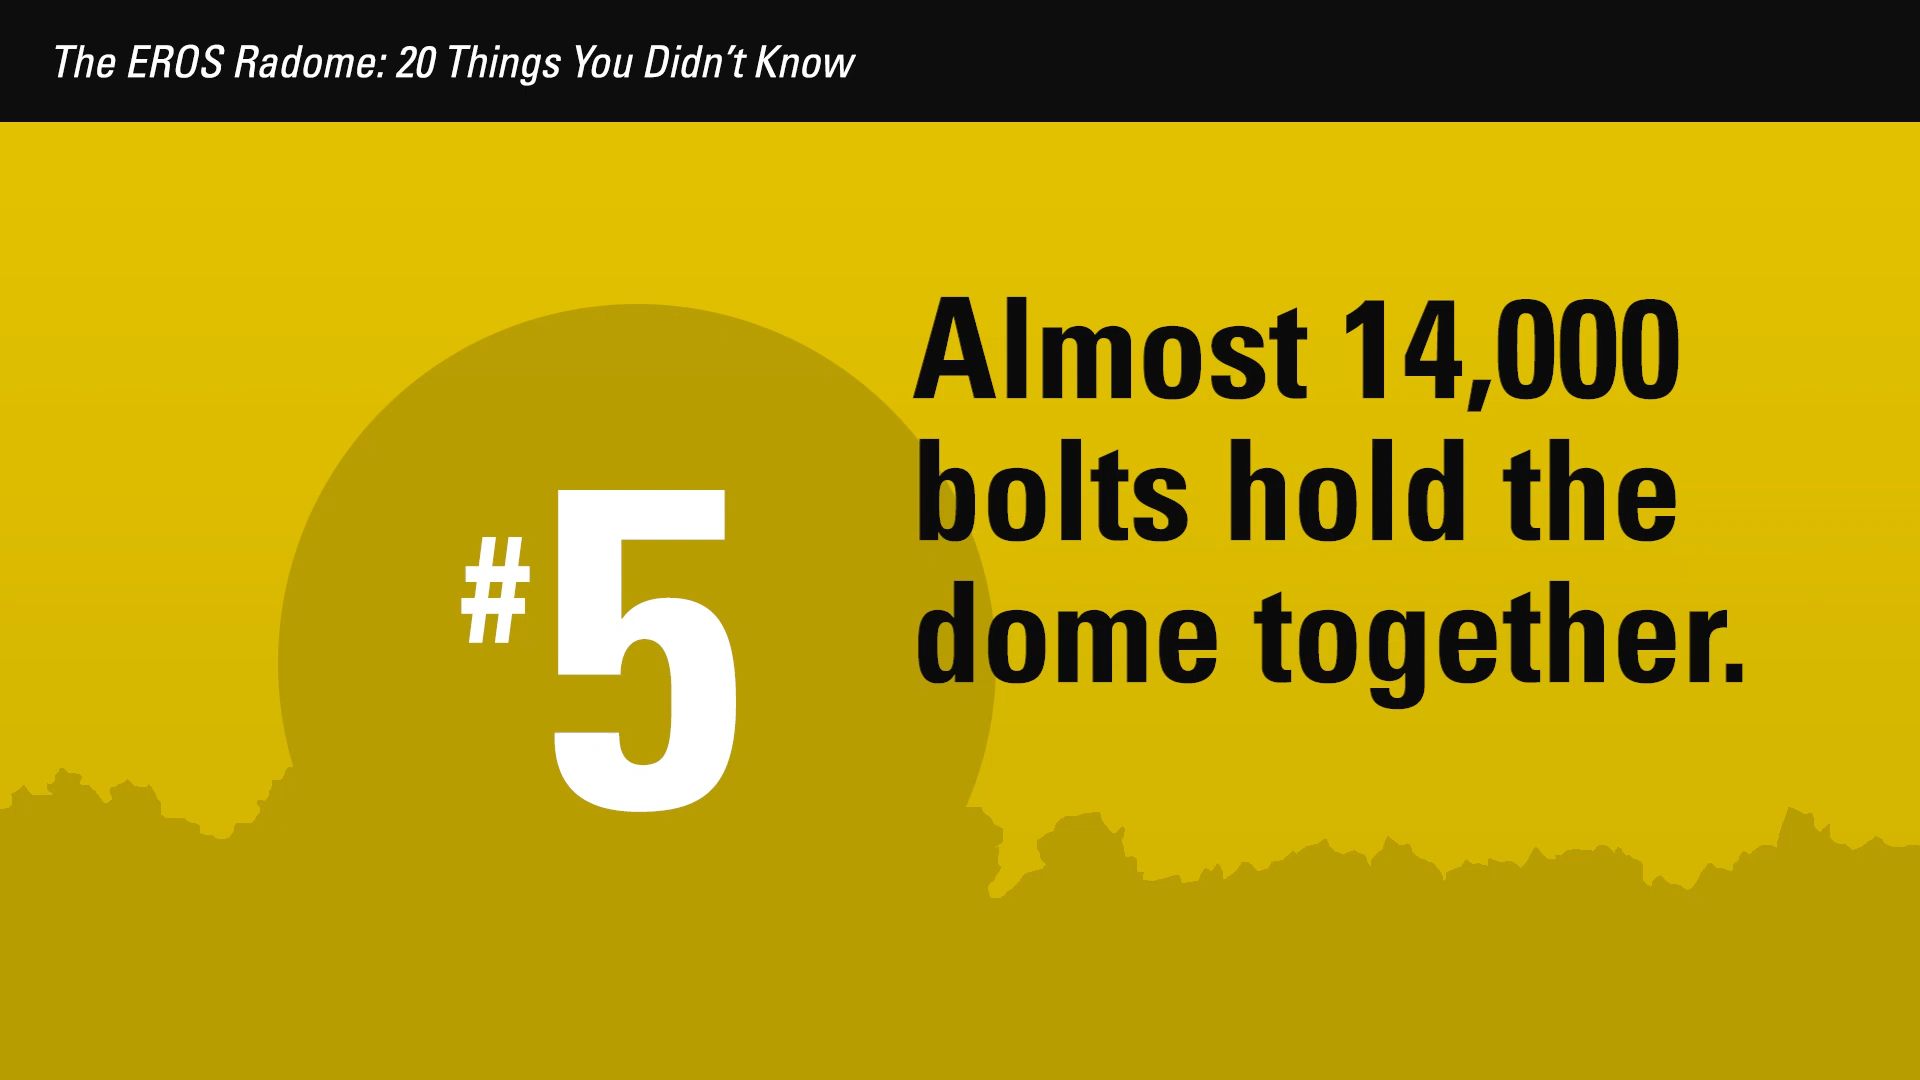 The EROS Radome: 20 Things You Didn’t Know
#5
Almost 14,000
bolts hold the
dome together.